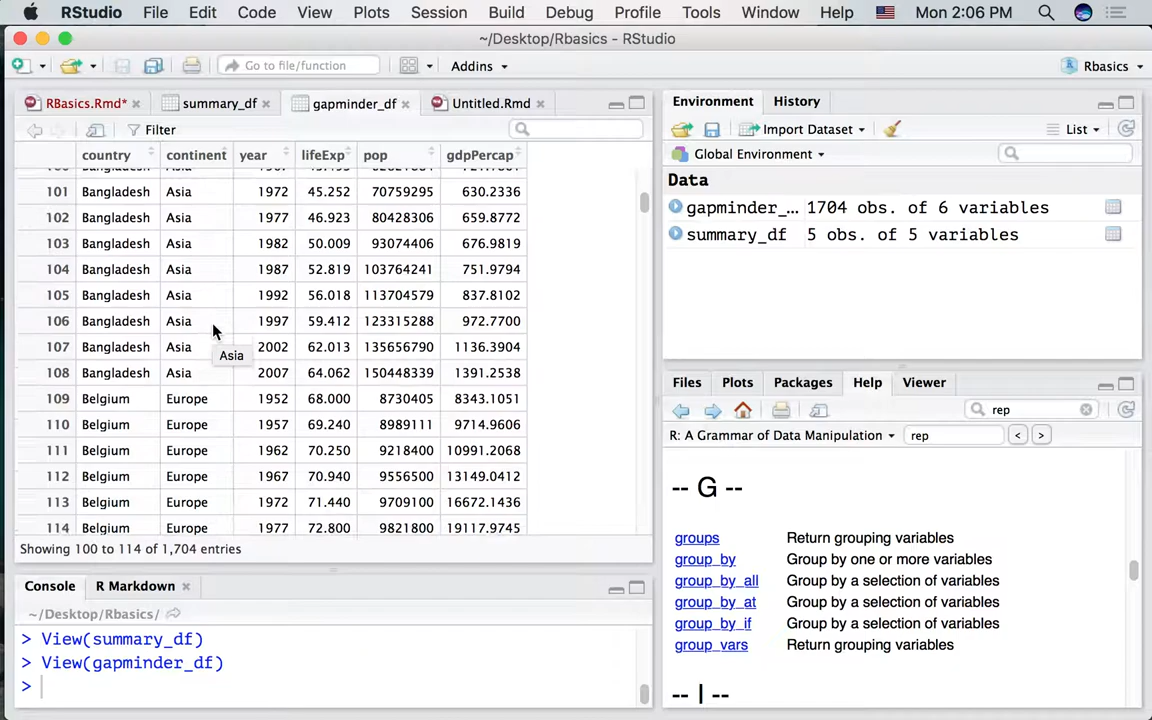 RStudio File Edit Code View Plots Session Build Debug Profile Tools Window Help Mon 2:06 PM
~/Desktop/Rbasics - RStudio
Go to file/function Addins Rbasics
RBasics.Rmd* summary_df gapminder_df Untitled.Rmd
Filter
country continent year lifeExp pop gdpPercap
101 Bangladesh Asia 1972 45.252 70759295 630.2336
102 Bangladesh Asia 1977 46.923 80428306 659.8772
103 Bangladesh Asia 1982 50.009 93074406 676.9819
104 Bangladesh Asia 1987 52.819 103764241 751.9794
105 Bangladesh Asia 1992 56.018 113704579 837.8102
106 Bangladesh Asia 1997 59.412 123315288 972.7700
107 Bangladesh Asia 2002 62.013 135656790 1136.3904
Asia
108 Bangladesh Asia 2007 64.062 150448339 1391.2538
109 Belgium Europe 1952 68.000 8730405 8343.1051
110 Belgium Europe 1957 69.240 8989111 9714.9606
111 Belgium Europe 1962 70.250 9218400 10991.2068
112 Belgium Europe 1967 70.940 9556500 13149.0412
113 Belgium Europe 1972 71.440 9709100 16672.1436
114 Belgium Europe 1977 72.800 9821800 19117.9745
Showing 100 to 114 of 1,704 entries
Console R Markdown
~/Desktop/Rbasics/
> View(summary_df)
> View(gapminder_df)
>
Environment History
Import Dataset List
Global Environment
Data
gapminder_... 1704 obs. of 6 variables
summary_df 5 obs. of 5 variables
Files Plots Packages Help Viewer
rep
R: A Grammar of Data Manipulation rep < >
-- G --
groups Return grouping variables
group_by Group by one or more variables
group_by_all Group by a selection of variables
group_by_at Group by a selection of variables
group_by_if Group by a selection of variables
group_vars Return grouping variables
-- I --